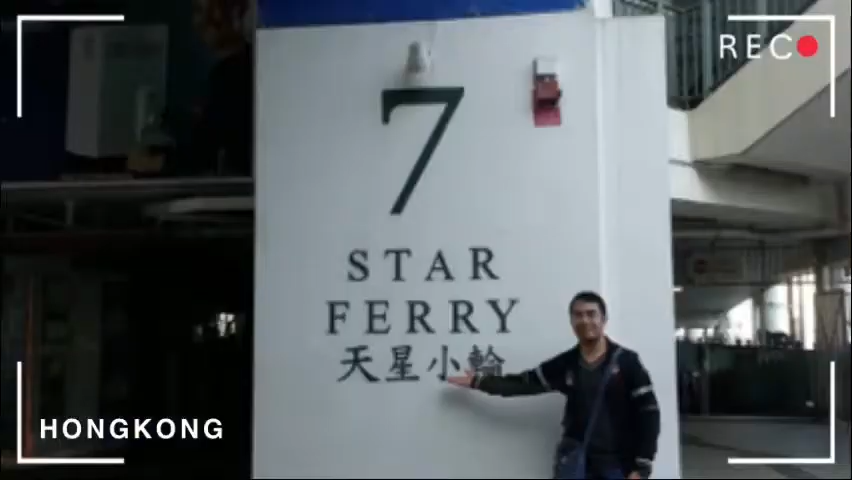 REC
7
STAR
FERRY
天星小輪
HONGKONG